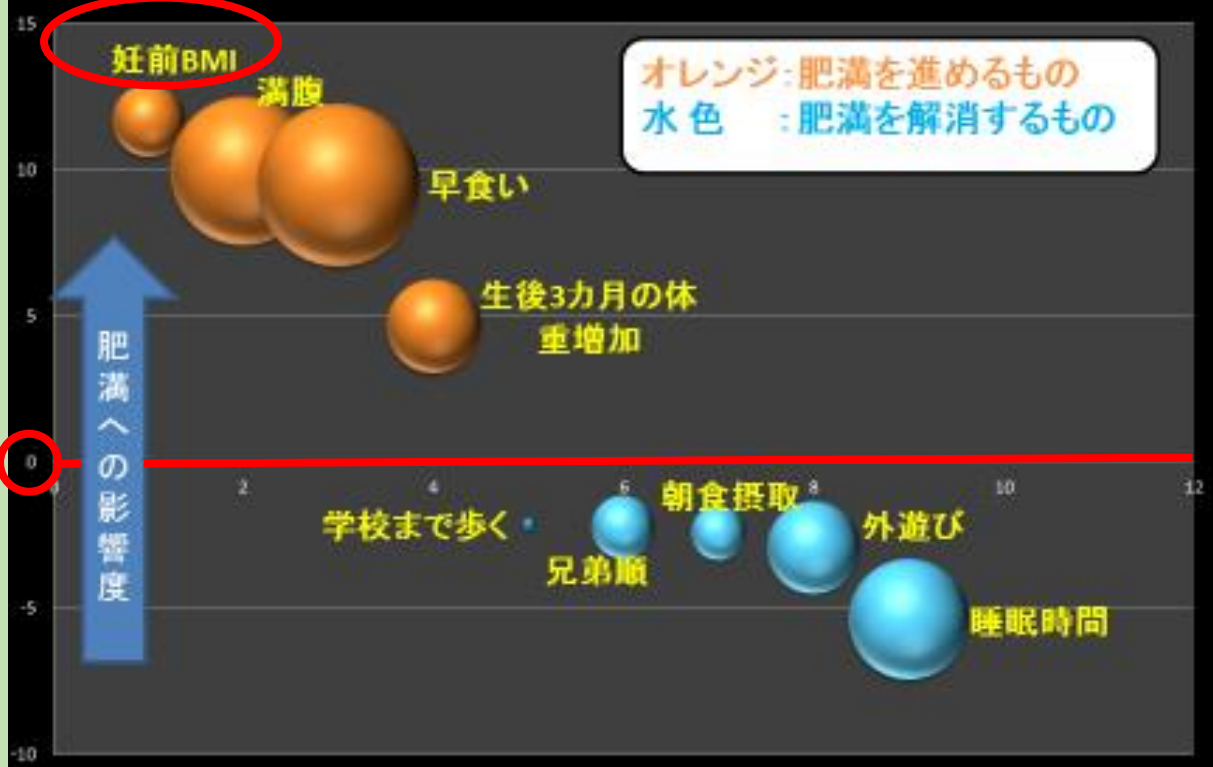 15
妊前BMI
満腹
オレンジ:肥満を進めるもの
水色　:肥満を解消するもの
10
早食い
5
生後3カ月の体
重増加
肥満への影響度
0
0
2
4
6
8
10
12
朝食摂取
学校まで歩く
外遊び
兄弟順
-5
睡眠時間
-10